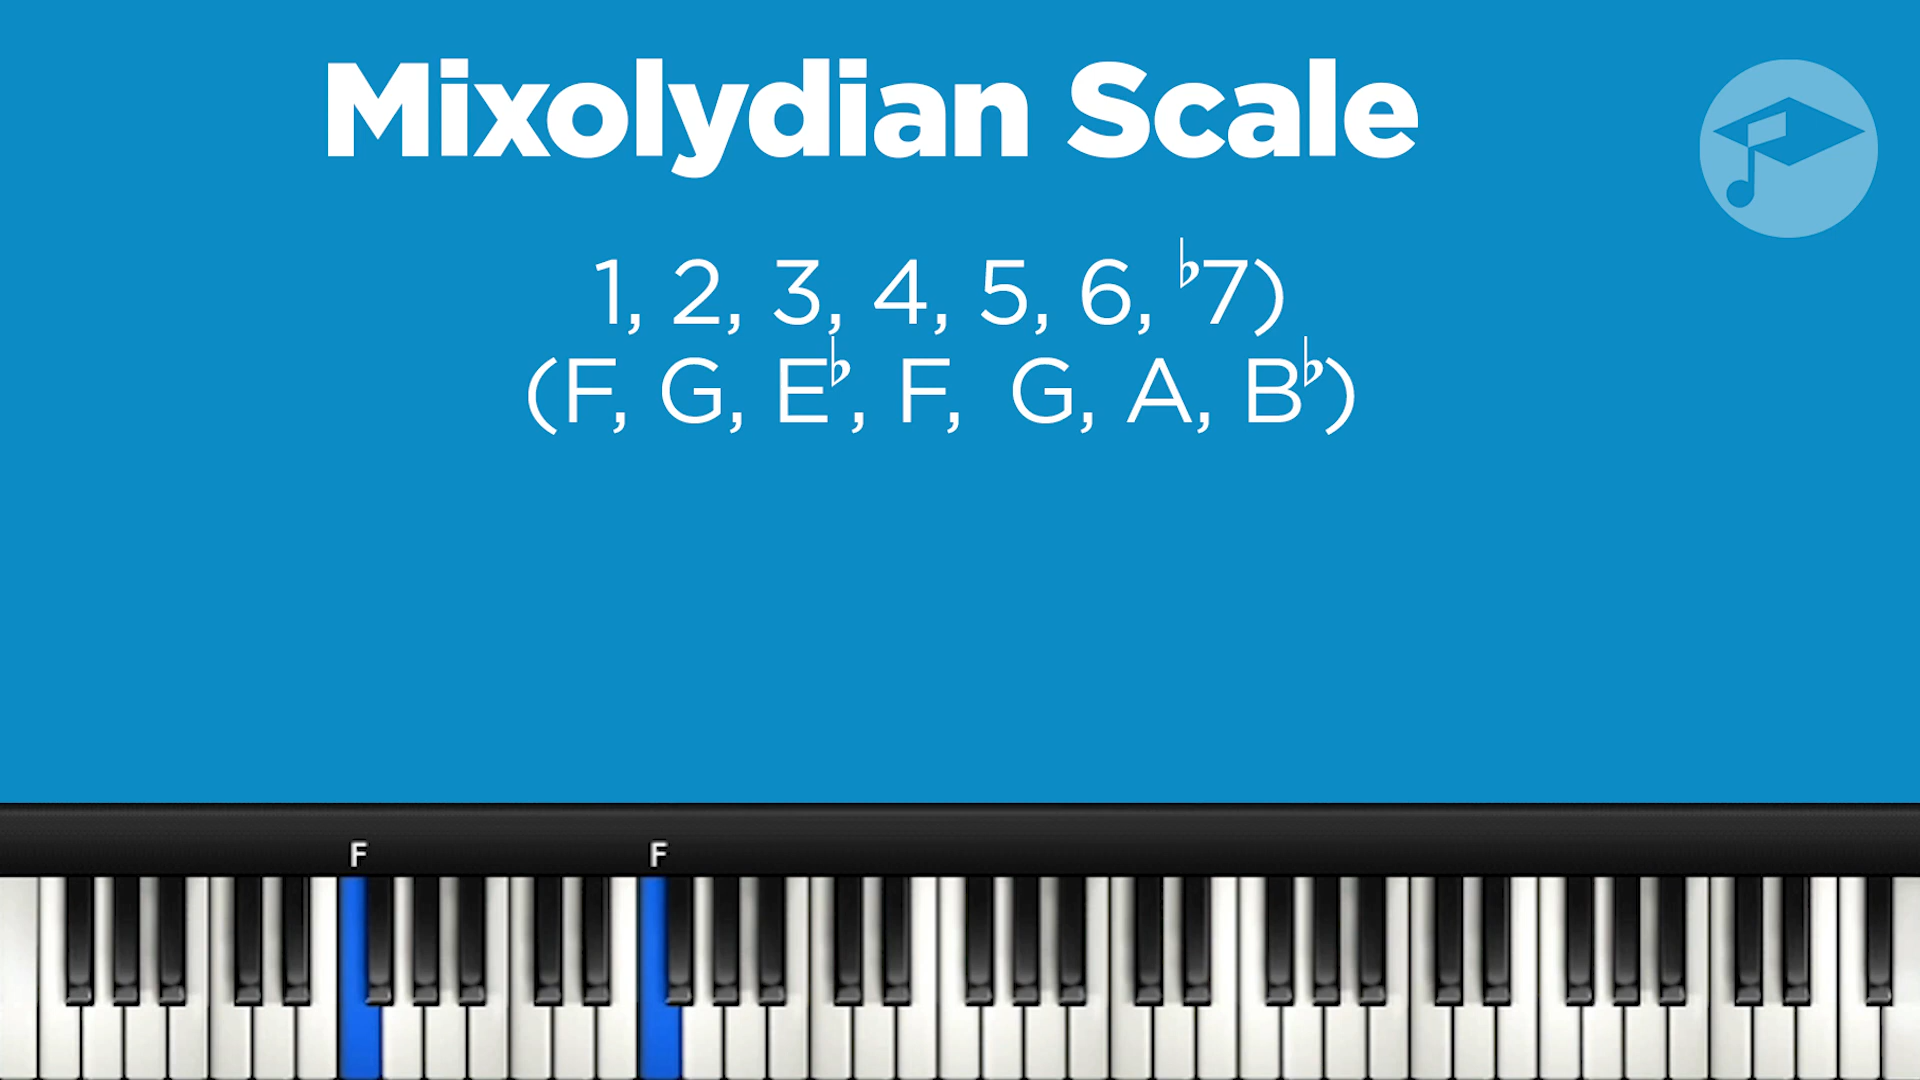 Mixolydian Scale
1, 2, 3, 4, 5, 6, ♭7)
(F, G, E♭, F, G, A, B♭)
F F